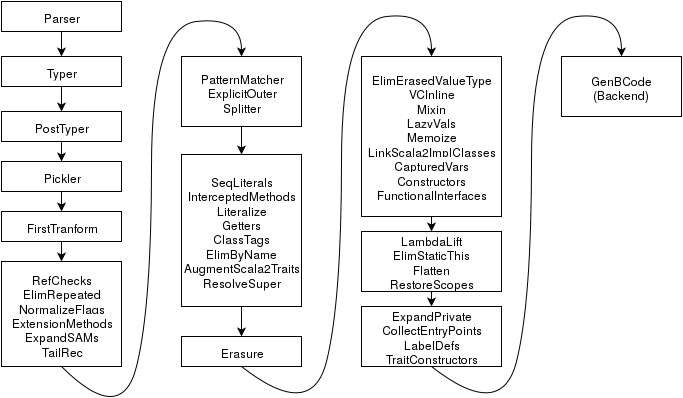 Parser
Typer
PostTyper
Pickler
FirstTranform
RefChecks
ElimRepeated
NormalizeFlags
ExtensionMethods
ExpandSAMs
TailRec
PatternMatcher
ExplicitOuter
Splitter
SeqLiterals
InterceptedMethods
Literalize
Getters
ClassTags
ElimByName
AugmentScala2Traits
ResolveSuper
Erasure
ElimErasedValueType
VCInline
Mixin
LazyVals
Memoize
LinkScala2ImplClasses
CapturedVars
Constructors
FunctionalInterfaces
LambdaLift
ElimStaticThis
Flatten
RestoreScopes
ExpandPrivate
CollectEntryPoints
LabelDefs
TraitConstructors
GenBCode
(Backend)